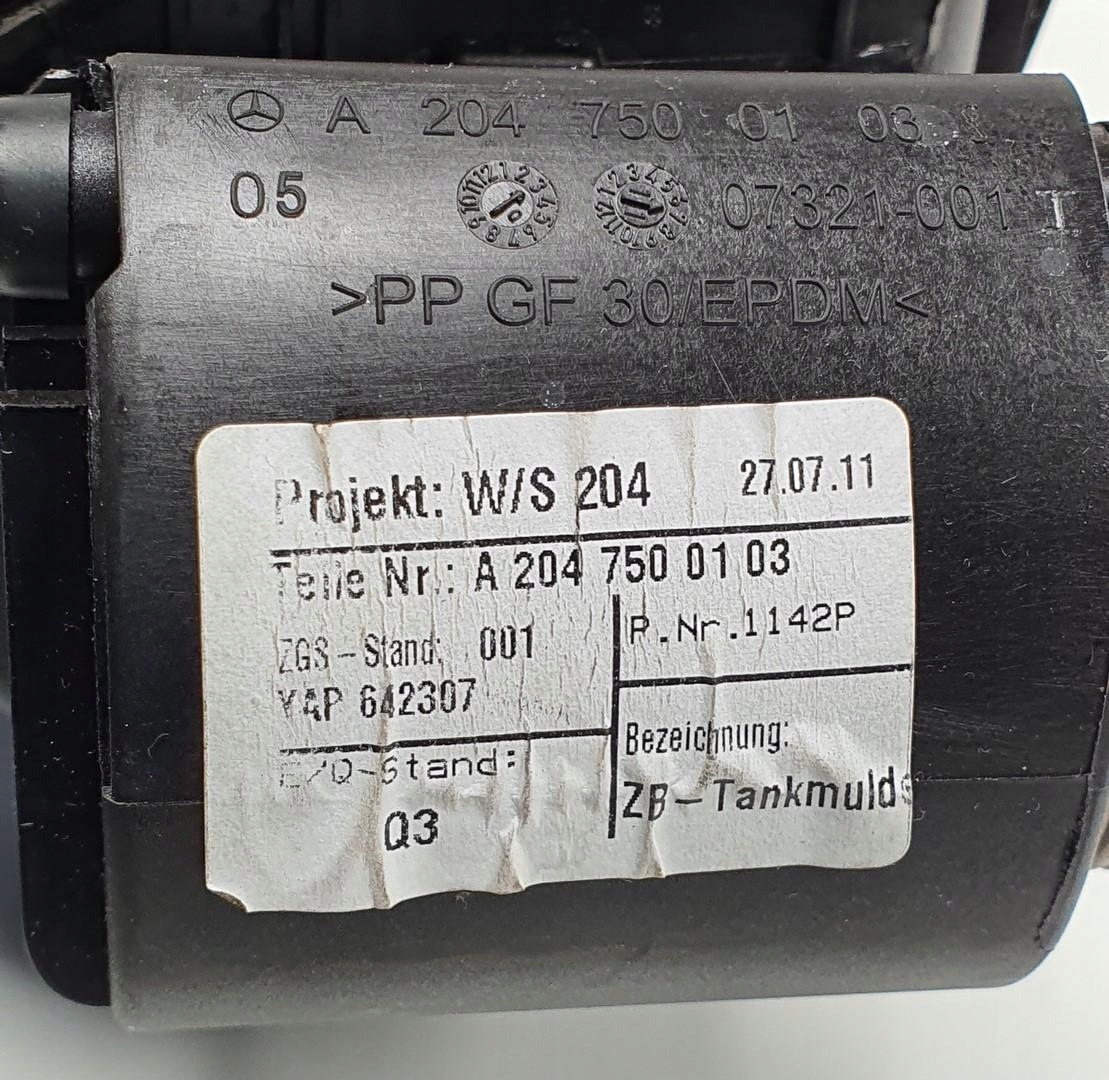 A 204 750 01 03
05 07321-001 I
>PP GF 30/EPDM<
Projekt: W/S 204 27.07.11
Teile Nr.: A 204 750 01 03
ZGS-Stand: 001
R.Nr.1142P
YAP 642307
E/Q-Stand:
Q3
Bezeichnung:
ZB-Tankmulde